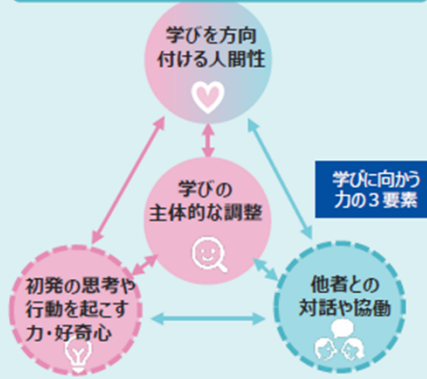 学びを方向
付ける人間性
学びに向かう
力の３要素
学びの
主体的な調整
初発の思考や
行動を起こす
力・好奇心
他者との
対話や協働